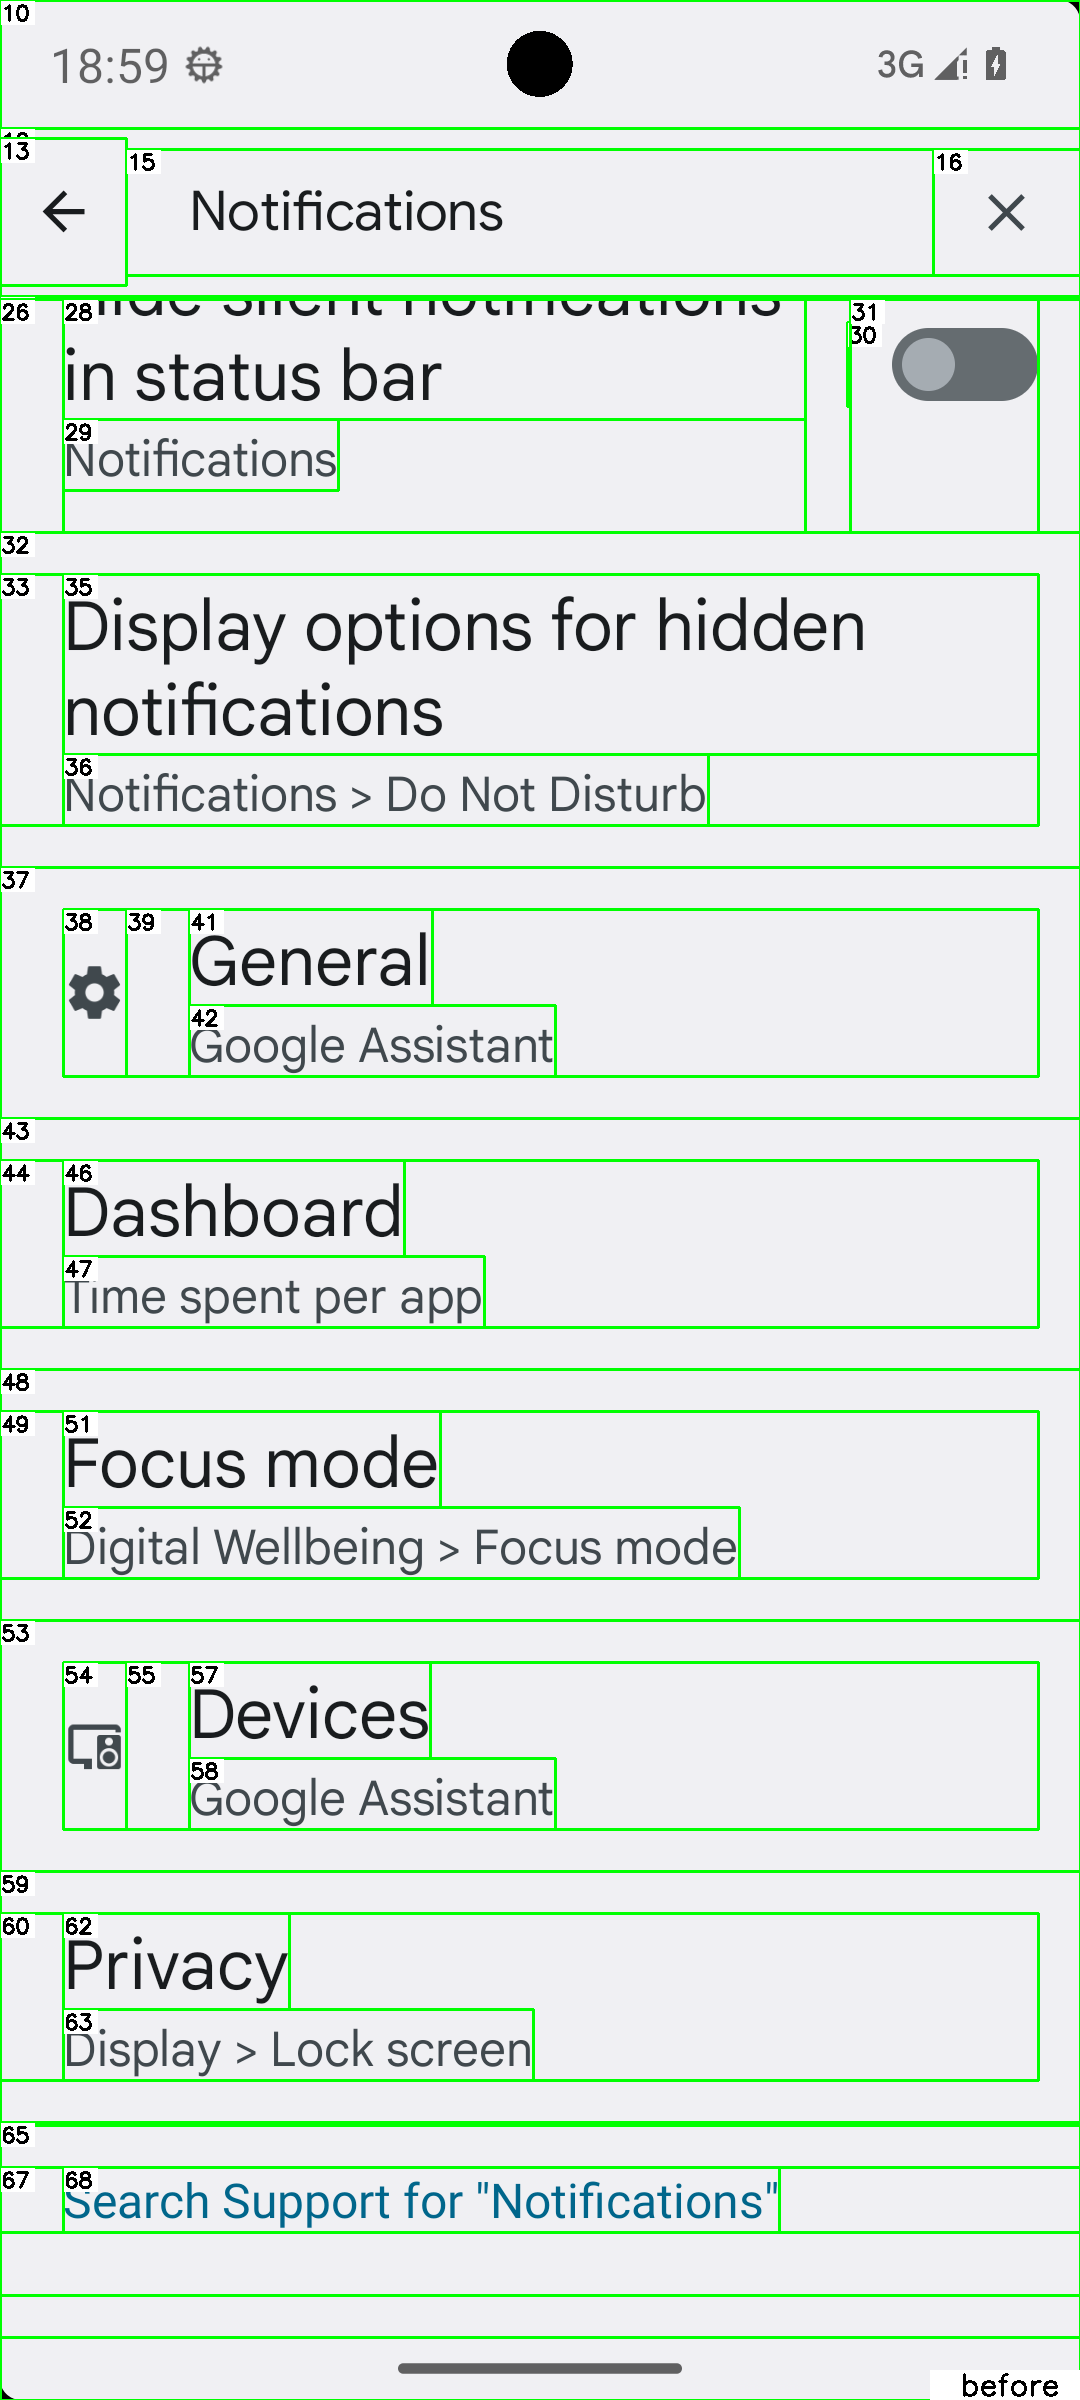 10
18:59
3G
13
15
Notifications
16
26
28
Hide silent notifications
31
30
in status bar
29
Notifications
32
33
35
Display options for hidden
notifications
36
Notifications > Do Not Disturb
37
38
39
41
General
42
Google Assistant
43
44
46
Dashboard
47
Time spent per app
48
49
51
Focus mode
52
Digital Wellbeing > Focus mode
53
54
55
57
Devices
58
Google Assistant
59
60
62
Privacy
63
Display > Lock screen
65
67
68
Search Support for "Notifications"
before